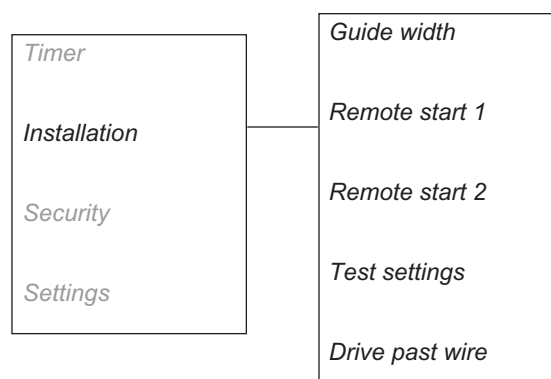 Timer
Installation
Security
Settings
Guide width
Remote start 1
Remote start 2
Test settings
Drive past wire